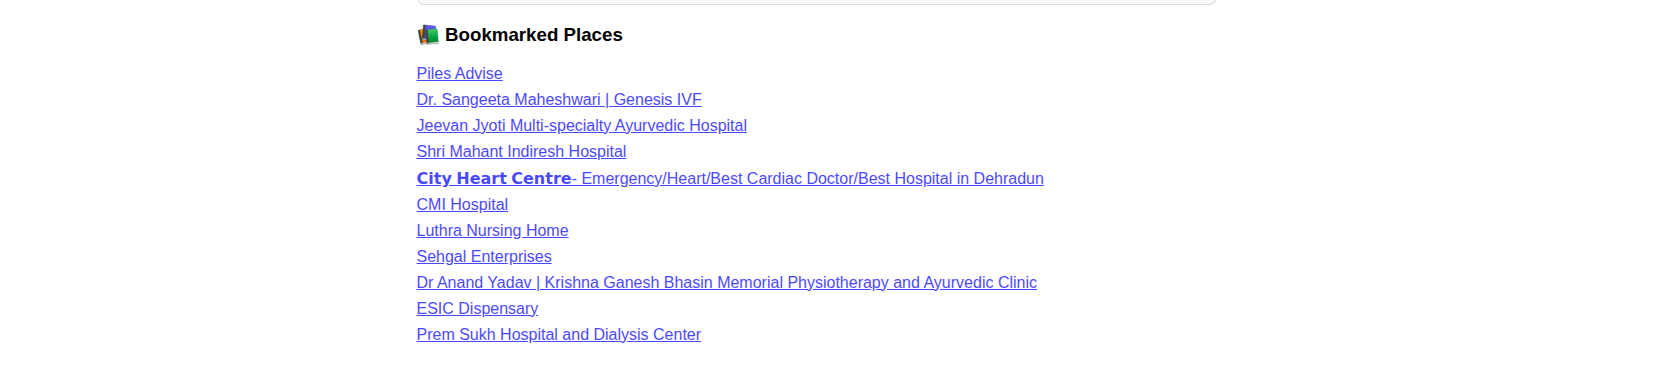 📚 Bookmarked Places
Piles Advise
Dr. Sangeeta Maheshwari | Genesis IVF
Jeevan Jyoti Multi-specialty Ayurvedic Hospital
Shri Mahant Indiresh Hospital
𝗖𝗶𝘁𝘆 𝗛𝗲𝗮𝗿𝘁 𝗖𝗲𝗻𝘁𝗿𝗲- Emergency/Heart/Best Cardiac Doctor/Best Hospital in Dehradun
CMI Hospital
Luthra Nursing Home
Sehgal Enterprises
Dr Anand Yadav | Krishna Ganesh Bhasin Memorial Physiotherapy and Ayurvedic Clinic
ESIC Dispensary
Prem Sukh Hospital and Dialysis Center